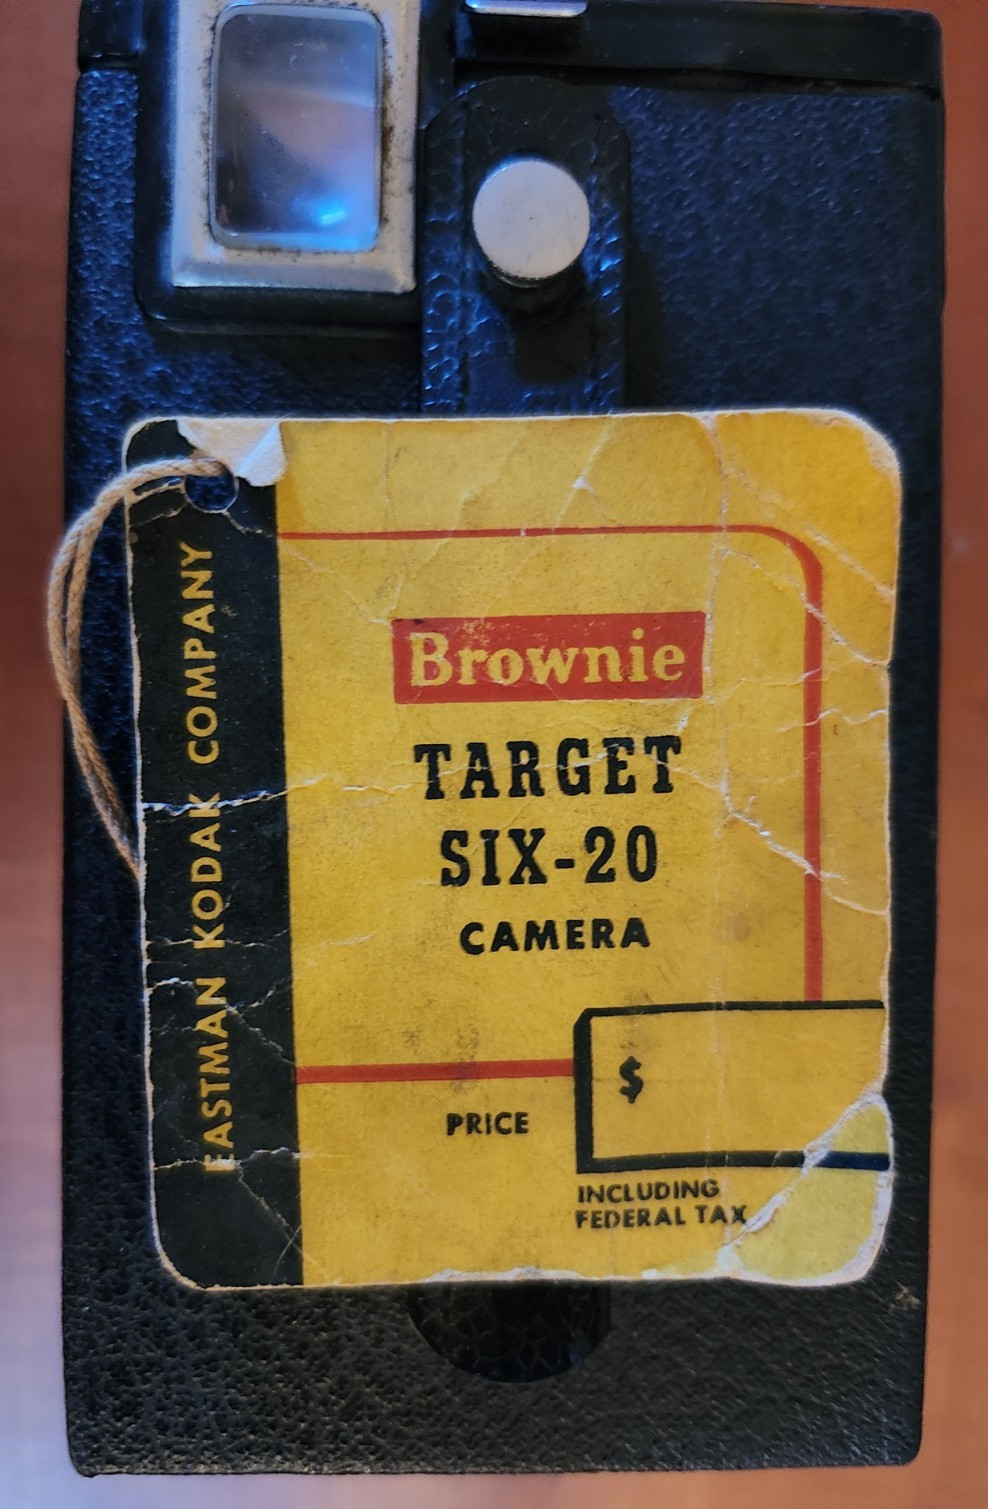 EASTMAN KODAK COMPANY
Brownie
TARGET
SIX-20
CAMERA
$
PRICE
INCLUDING
FEDERAL TAX